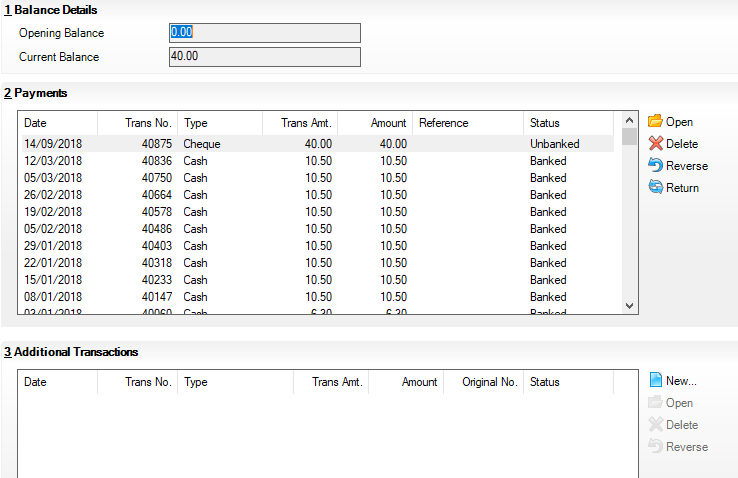 1 Balance Details
Opening Balance 0.00
Current Balance 40.00
2 Payments
Date Trans No. Type Trans Amt. Amount Reference Status
14/09/2018 40875 Cheque 40.00 40.00 Unbanked
12/03/2018 40836 Cash 10.50 10.50 Banked
05/03/2018 40750 Cash 10.50 10.50 Banked
26/02/2018 40664 Cash 10.50 10.50 Banked
19/02/2018 40578 Cash 10.50 10.50 Banked
05/02/2018 40486 Cash 10.50 10.50 Banked
29/01/2018 40403 Cash 10.50 10.50 Banked
22/01/2018 40318 Cash 10.50 10.50 Banked
15/01/2018 40233 Cash 10.50 10.50 Banked
08/01/2018 40147 Cash 10.50 10.50 Banked
03/01/2018 40060 Cash 6.30 6.30 Banked
Open
Delete
Reverse
Return
3 Additional Transactions
Date Trans No. Type Trans Amt. Amount Original No. Status
New...
Open
Delete
Reverse